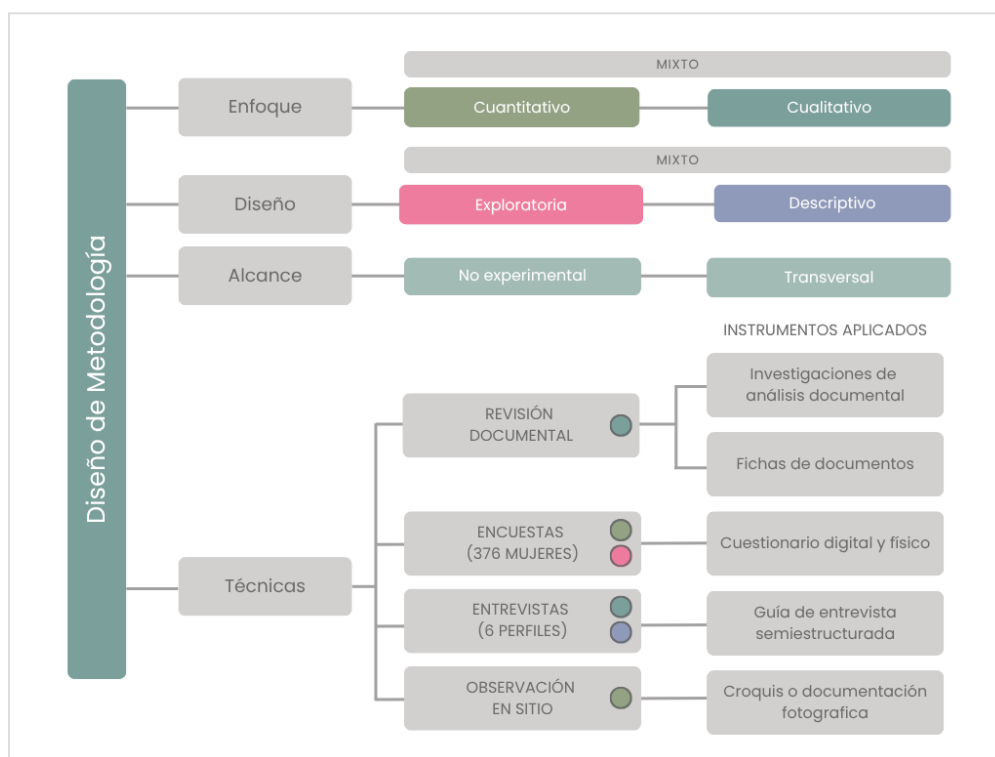 Diseño de Metodología
Enfoque
MIXTO
Cuantitativo
Cualitativo
Diseño
MIXTO
Exploratoria
Descriptivo
Alcance
No experimental
Transversal
Técnicas
INSTRUMENTOS APLICADOS
REVISIÓN
DOCUMENTAL
Investigaciones de
análisis documental
Fichas de documentos
ENCUESTAS
(376 MUJERES)
Cuestionario digital y físico
ENTREVISTAS
(6 PERFILES)
Guía de entrevista
semiestructurada
OBSERVACIÓN
EN SITIO
Croquis o documentación
fotografica